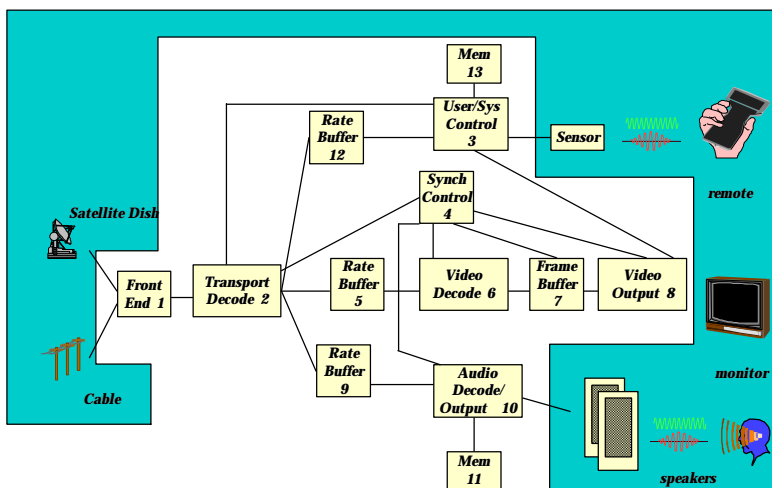 Mem
13
User/Sys
Control
3
Rate
Buffer
12
Sensor
remote
Synch
Control
4
Satellite Dish
Front
End 1
Transport
Decode 2
Rate
Buffer
5
Video
Decode 6
Frame
Buffer
7
Video
Output 8
monitor
Cable
Rate
Buffer
9
Audio
Decode/
Output 10
Mem
11
speakers